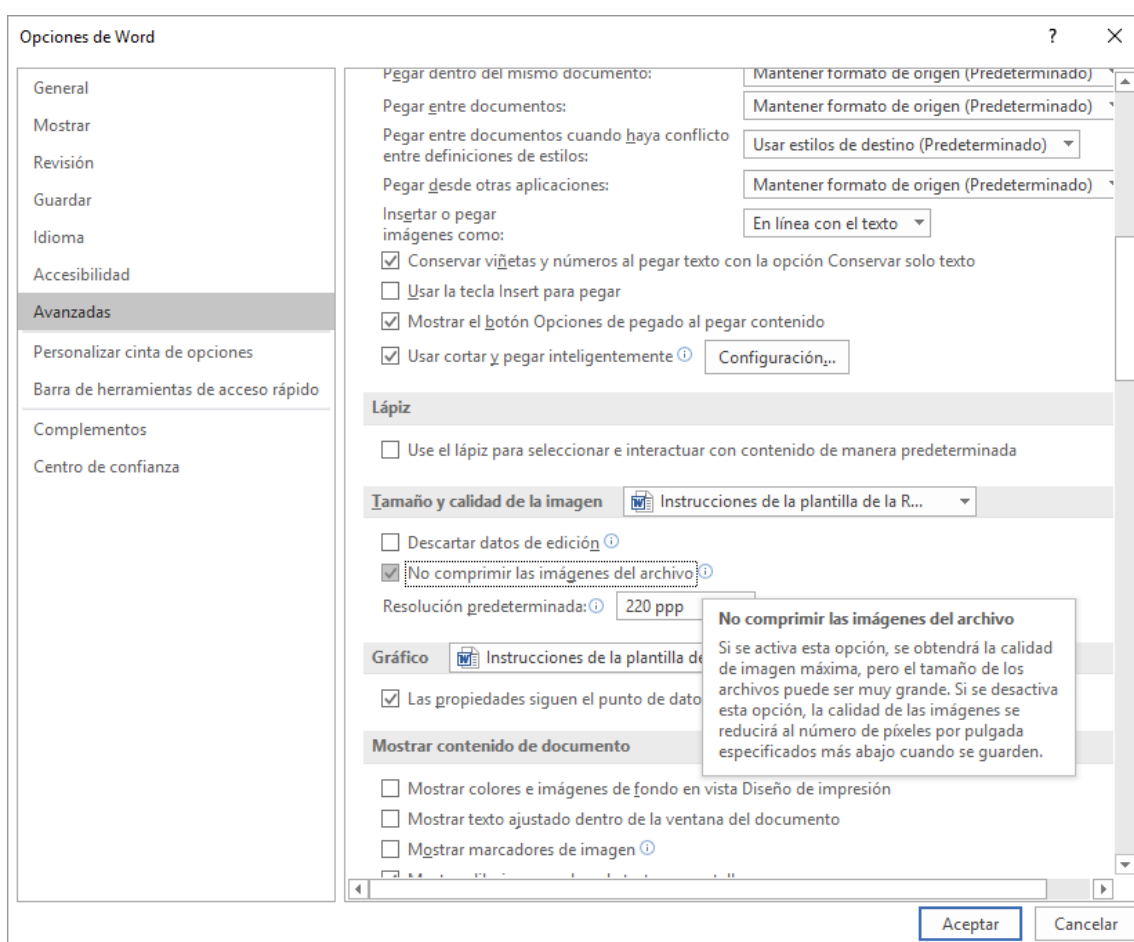 Opciones de Word
?
General
Mostrar
Revisión
Guardar
Idioma
Accesibilidad
Avanzadas
Personalizar cinta de opciones
Barra de herramientas de acceso rápido
Complementos
Centro de confianza
Pegar dentro del mismo documento: Mantener formato de origen (Predeterminado)
Pegar entre documentos: Mantener formato de origen (Predeterminado)
Pegar entre documentos cuando haya conflicto
entre definiciones de estilos: Usar estilos de destino (Predeterminado)
Pegar desde otras aplicaciones: Mantener formato de origen (Predeterminado)
Insertar o pegar
imágenes como: En línea con el texto
Conservar viñetas y números al pegar texto con la opción Conservar solo texto
Usar la tecla Insert para pegar
Mostrar el botón Opciones de pegado al pegar contenido
Usar cortar y pegar inteligentemente Configuración...
Lápiz
Use el lápiz para seleccionar e interactuar con contenido de manera predeterminada
Tamaño y calidad de la imagen Instrucciones de la plantilla de la R...
Descartar datos de edición
No comprimir las imágenes del archivo
Resolución predeterminada: 220 ppp
No comprimir las imágenes del archivo
Si se activa esta opción, se obtendrá la calidad
de imagen máxima, pero el tamaño de los
archivos puede ser muy grande. Si se desactiva
esta opción, la calidad de las imágenes se
reducirá al número de píxeles por pulgada
especificados más abajo cuando se guarden.
Gráfico Instrucciones de la plantilla de
Las propiedades siguen el punto de dato
Mostrar contenido de documento
Mostrar colores e imágenes de fondo en vista Diseño de impresión
Mostrar texto ajustado dentro de la ventana del documento
Mostrar marcadores de imagen
Aceptar Cancelar